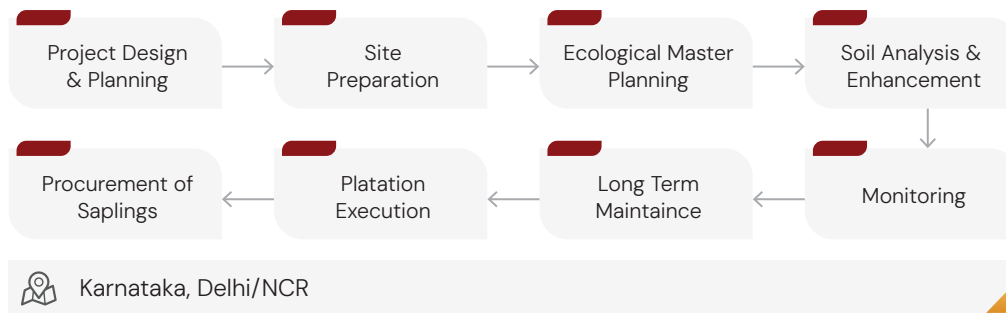 Project Design
& Planning
Site
Preparation
Ecological Master
Planning
Soil Analysis &
Enhancement
Procurement of
Saplings
Platation
Execution
Long Term
Maintaince
Monitoring
Karnataka, Delhi/NCR